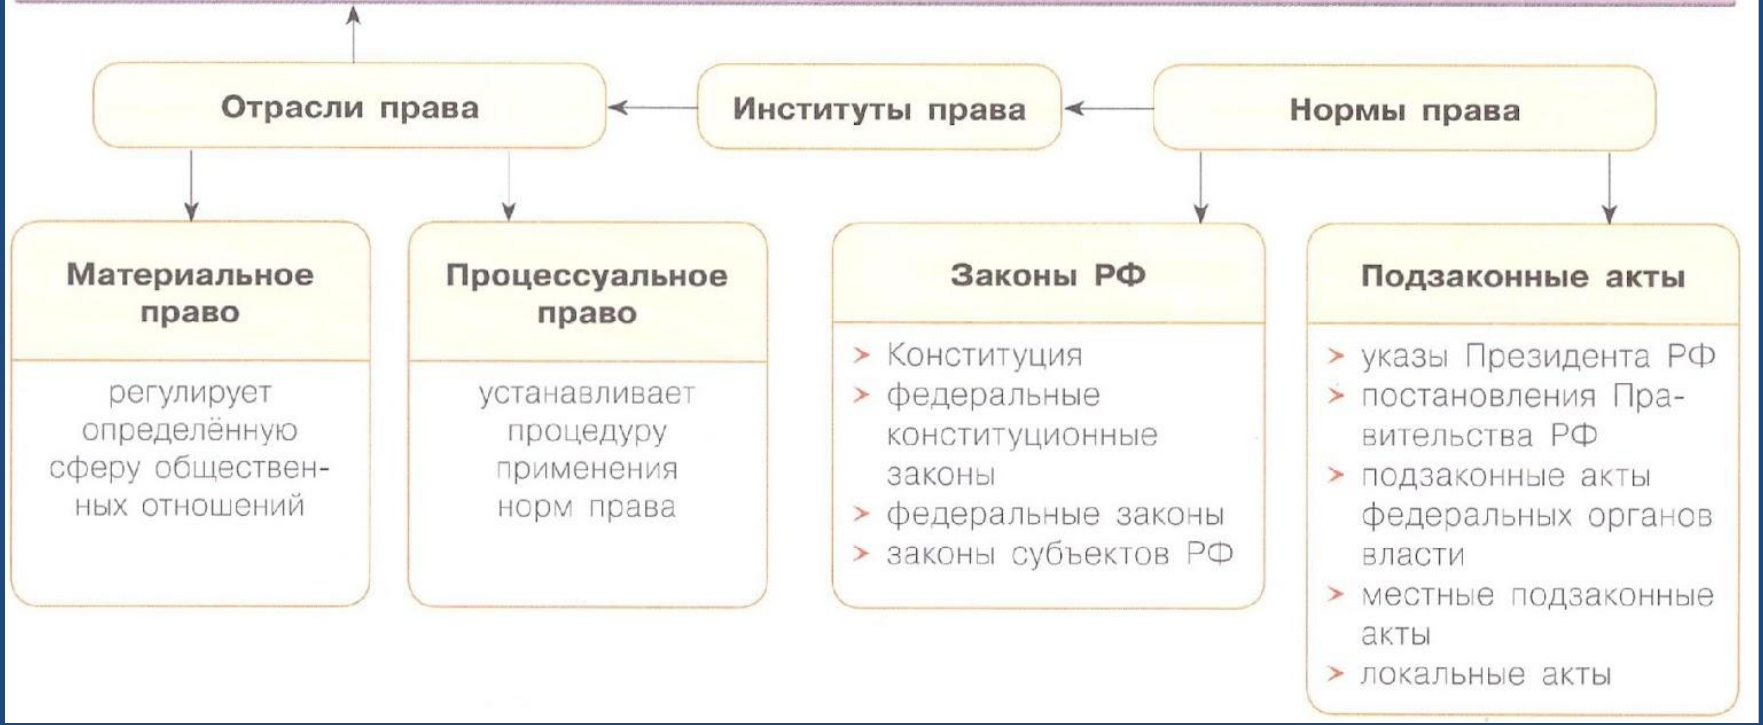 Отрасли права
Институты права
Нормы права
Материальное
право
регулирует
определённую
сферу обществен-
ных отношений
Процессуальное
право
устанавливает
процедуру
применения
норм права
Законы РФ
➤ Конституция
➤ федеральные
конституционные
законы
➤ федеральные законы
➤ законы субъектов РФ
Подзаконные акты
➤ указы Президента РФ
➤ постановления Пра-
вительства РФ
➤ подзаконные акты
федеральных органов
власти
➤ местные подзаконные
акты
➤ локальные акты